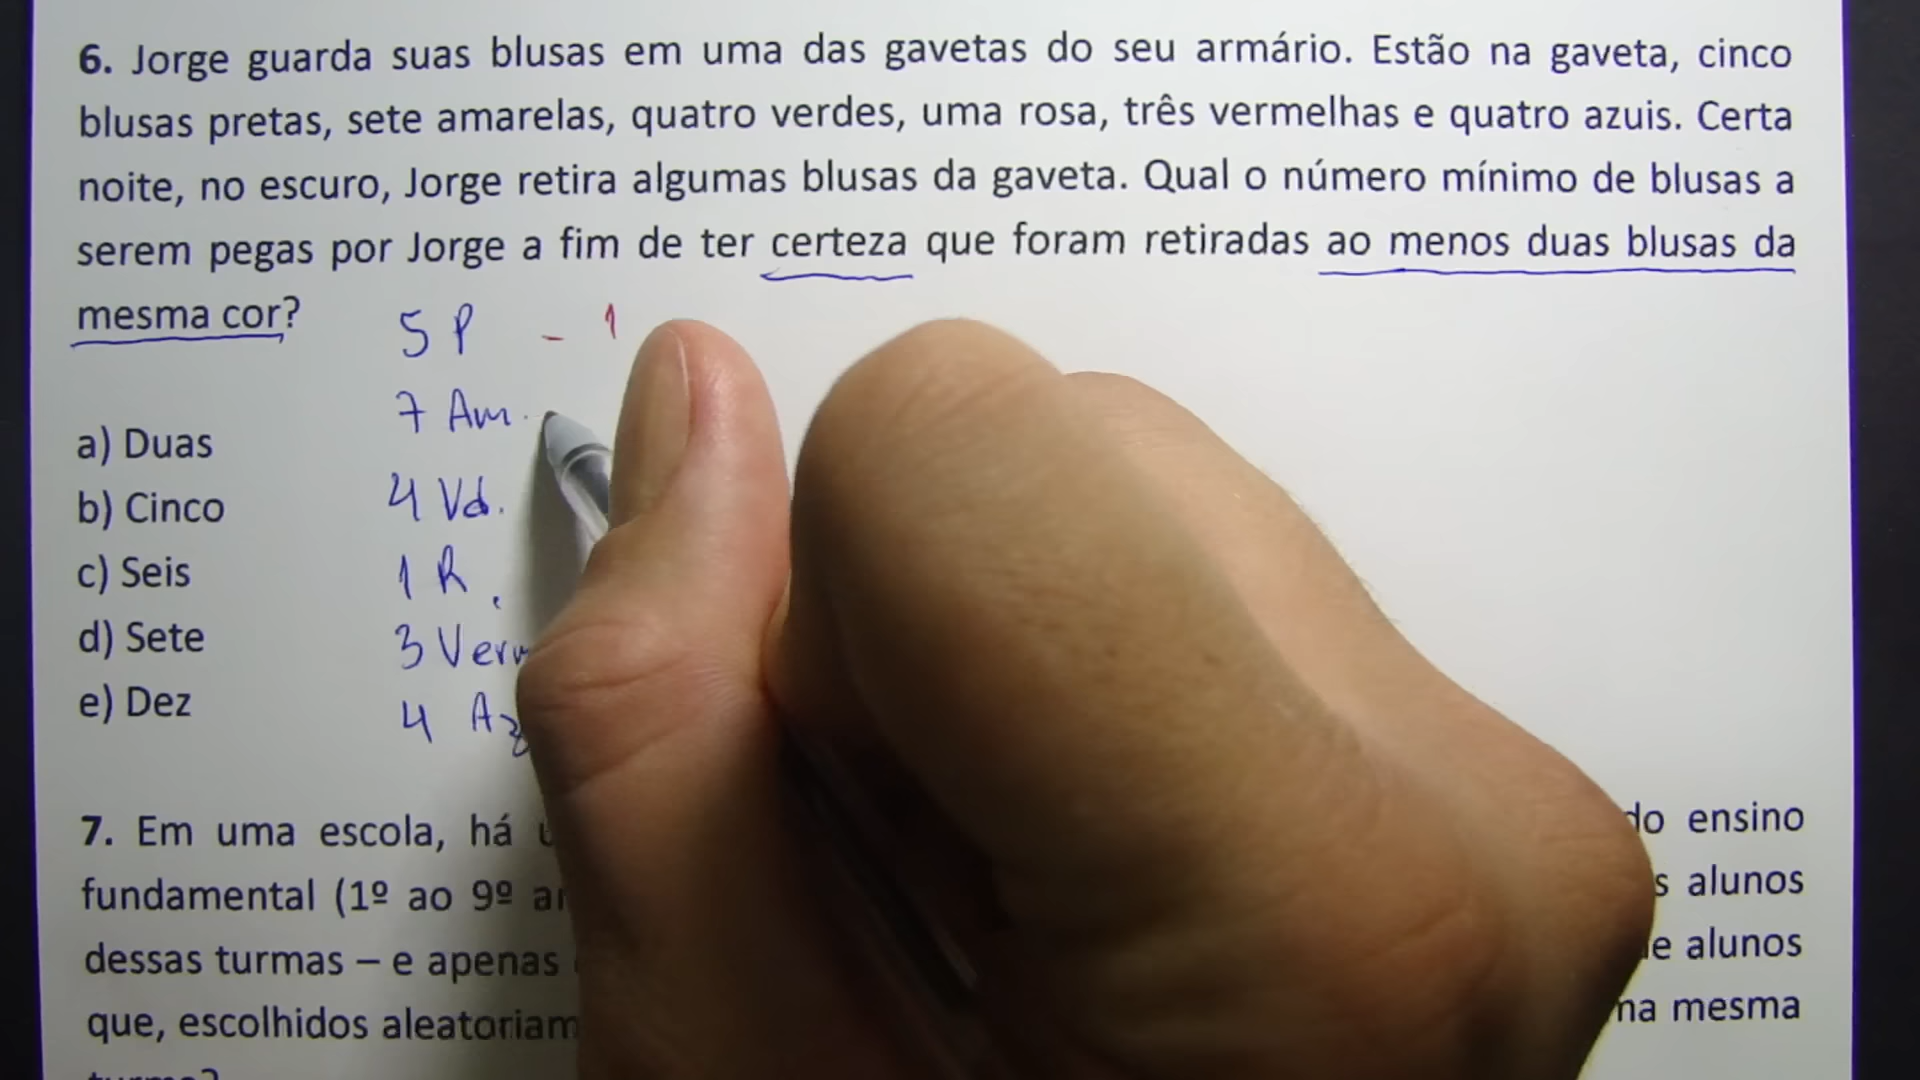 6. Jorge guarda suas blusas em uma das gavetas do seu armário. Estão na gaveta, cinco
blusas pretas, sete amarelas, quatro verdes, uma rosa, três vermelhas e quatro azuis. Certa
noite, no escuro, Jorge retira algumas blusas da gaveta. Qual o número mínimo de blusas a
serem pegas por Jorge a fim de ter certeza que foram retiradas ao menos duas blusas da
mesma cor?
5 P - 1
7 Am.
a) Duas
4 Vd.
b) Cinco
1 R
c) Seis
3 Ver
d) Sete
4 Az
e) Dez
7. Em uma escola, há do ensino
fundamental (1º ao 9º s alunos
dessas turmas – e apenas e alunos
que, escolhidos aleatoriam na mesma